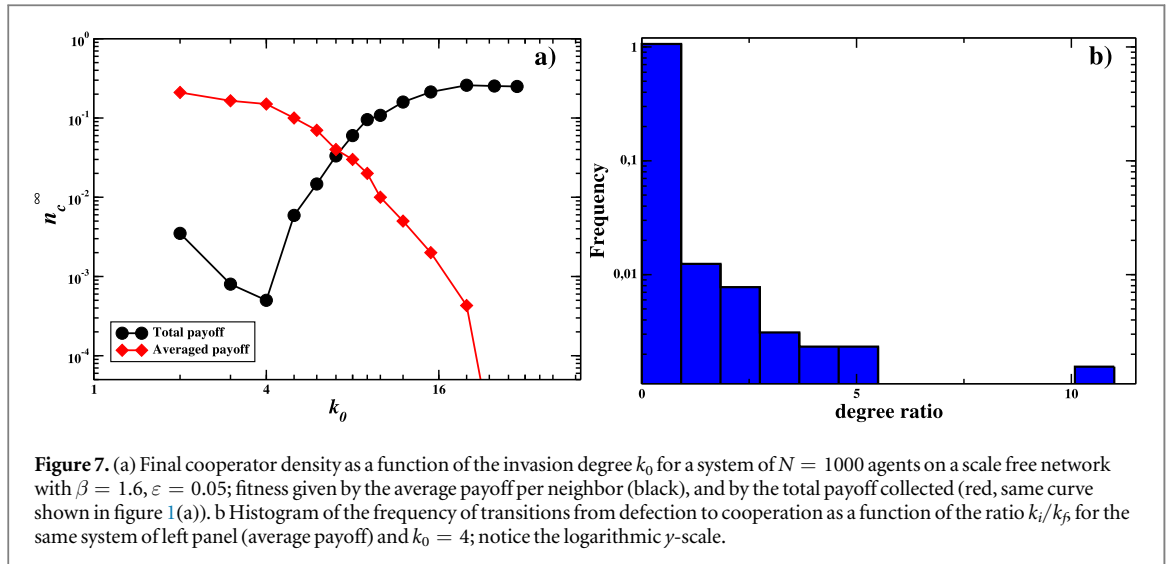 10^0
10^-1
10^-2
10^-3
10^-4
n_c^∞
a)
Total payoff
Averaged payoff
1
4
16
k_0
b)
1
0,1
0,01
Frequency
0
5
10
degree ratio
Figure 7. (a) Final cooperator density as a function of the invasion degree k_0 for a system of N = 1000 agents on a scale free network
with β = 1.6, ε = 0.05; fitness given by the average payoff per neighbor (black), and by the total payoff collected (red, same curve
shown in figure 1(a)). b Histogram of the frequency of transitions from defection to cooperation as a function of the ratio k_i/k_f, for the
same system of left panel (average payoff) and k_0 = 4; notice the logarithmic y-scale.